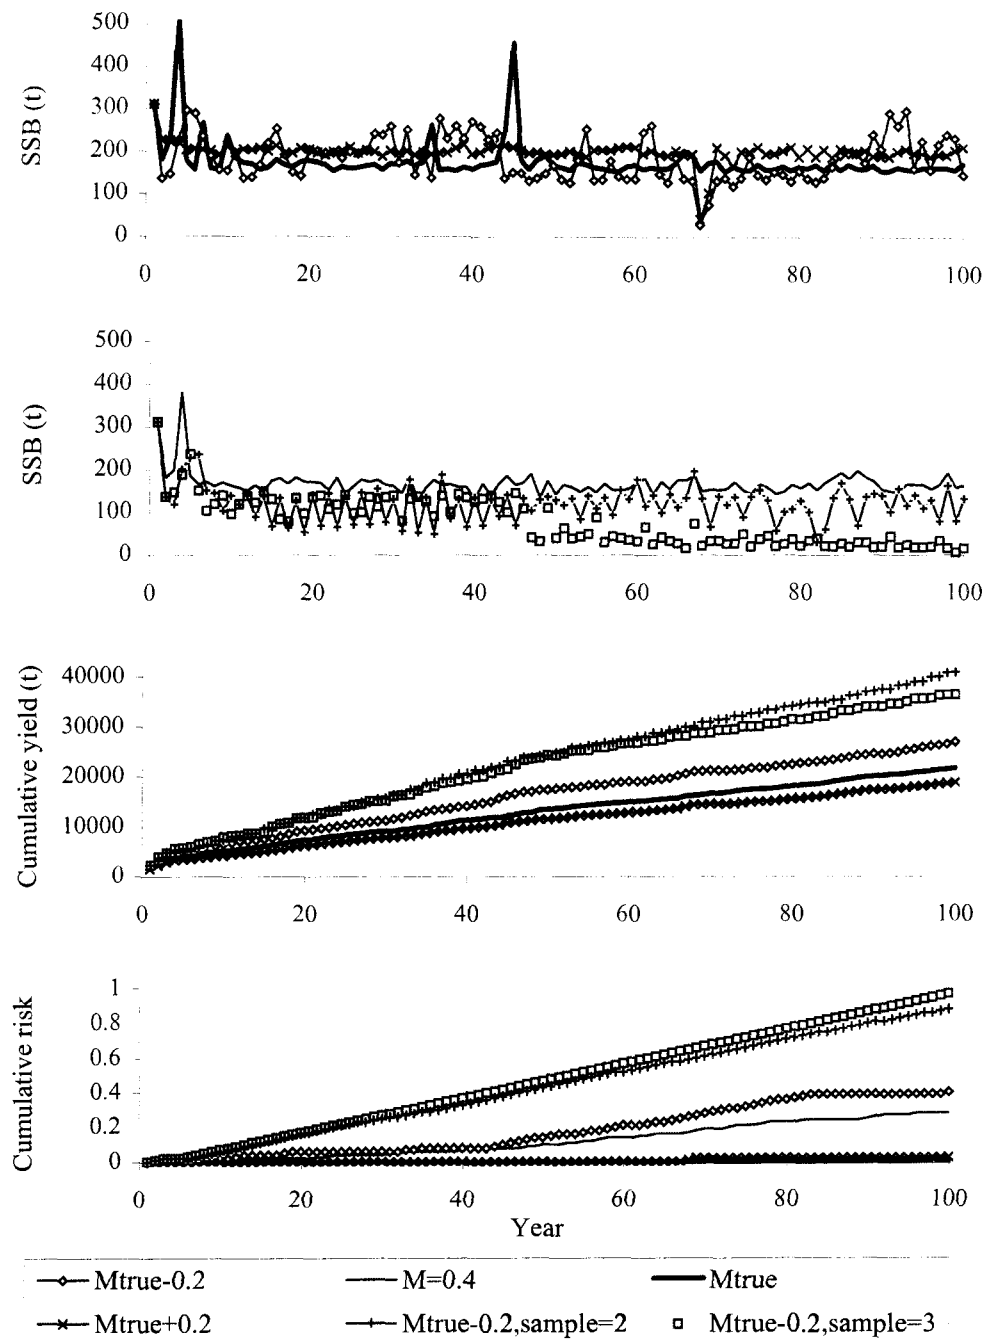 500
400
300
200
100
0
SSB (t)
0 20 40 60 80 100
500
400
300
200
100
0
SSB (t)
0 20 40 60 80 100
40000
30000
20000
10000
0
Cumulative yield (t)
0 20 40 60 80 100
1
0.8
0.6
0.4
0.2
0
Cumulative risk
0 20 40 60 80 100
Year
Mtrue-0.2 M=0.4 Mtrue
Mtrue+0.2 Mtrue-0.2,sample=2 Mtrue-0.2,sample=3